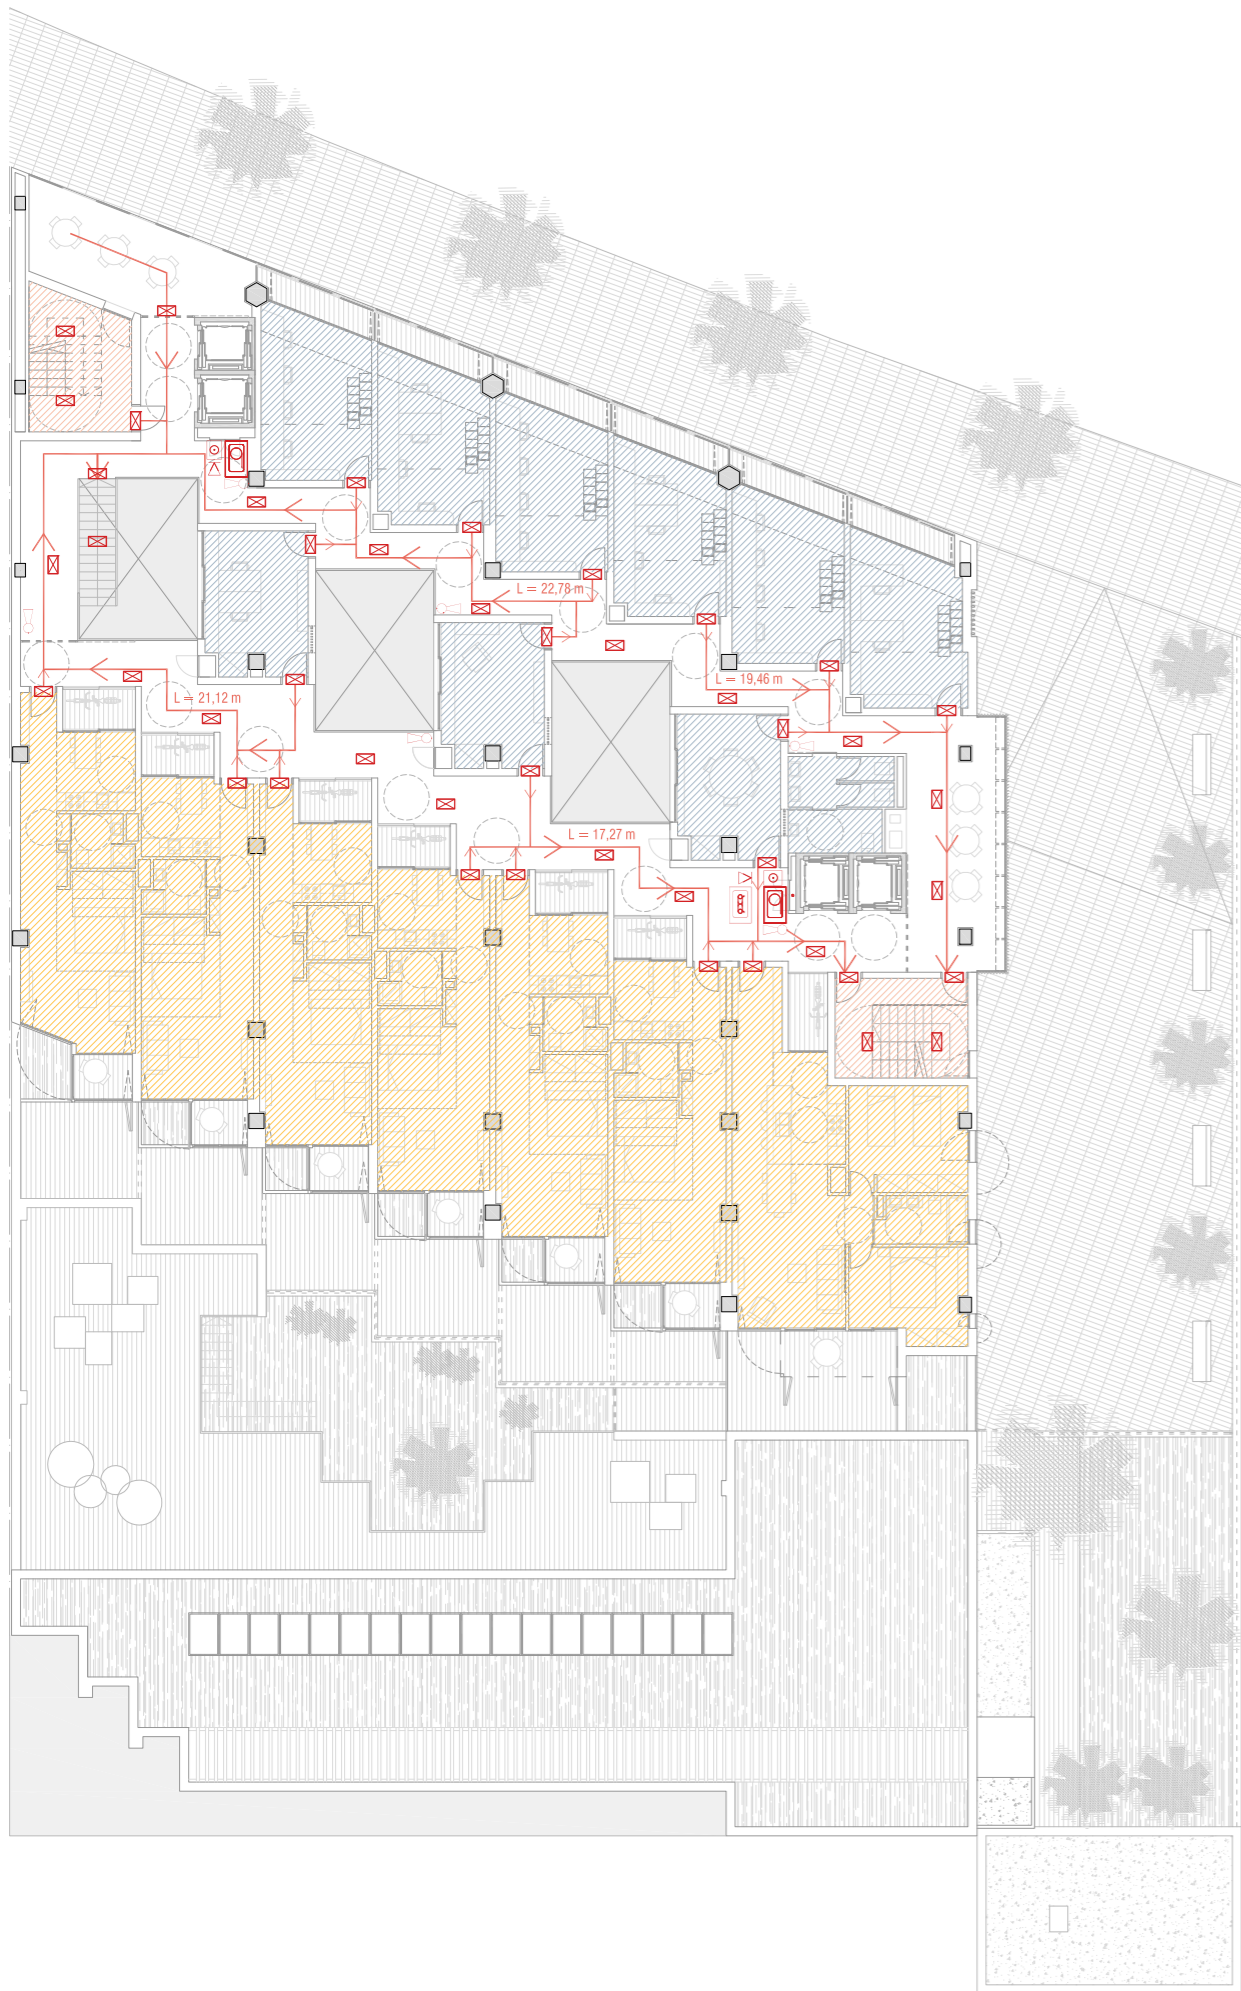 L = 22,78 m
L = 19,46 m
L = 21,12 m
L = 17,27 m